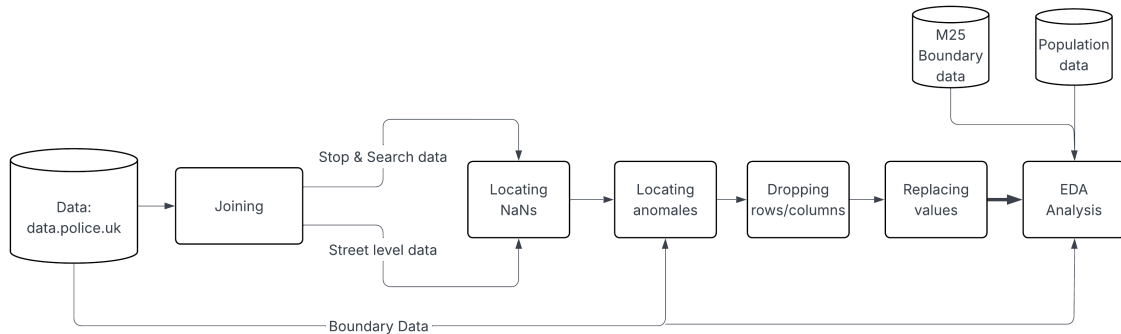 M25
Boundary
data
Population
data
Stop & Search data
Data:
data.police.uk
Joining
Locating
NaNs
Locating
anomales
Dropping
rows/columns
Replacing
values
EDA
Analysis
Street level data
Boundary Data